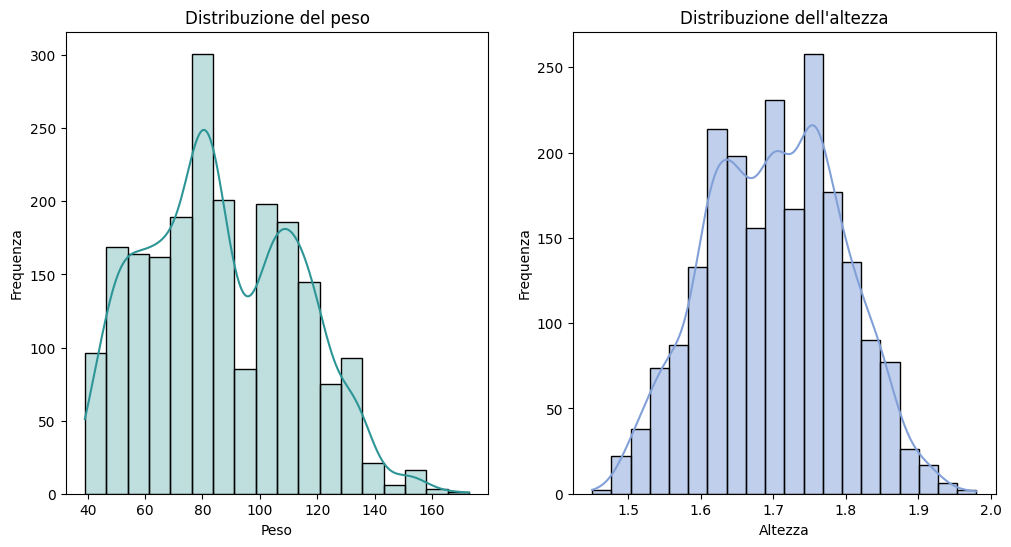 Distribuzione del peso
300
250
200
150
100
50
0
Frequenza
40 60 80 100 120 140 160
Peso
Distribuzione dell'altezza
250
200
150
100
50
0
Frequenza
1.5 1.6 1.7 1.8 1.9 2.0
Altezza